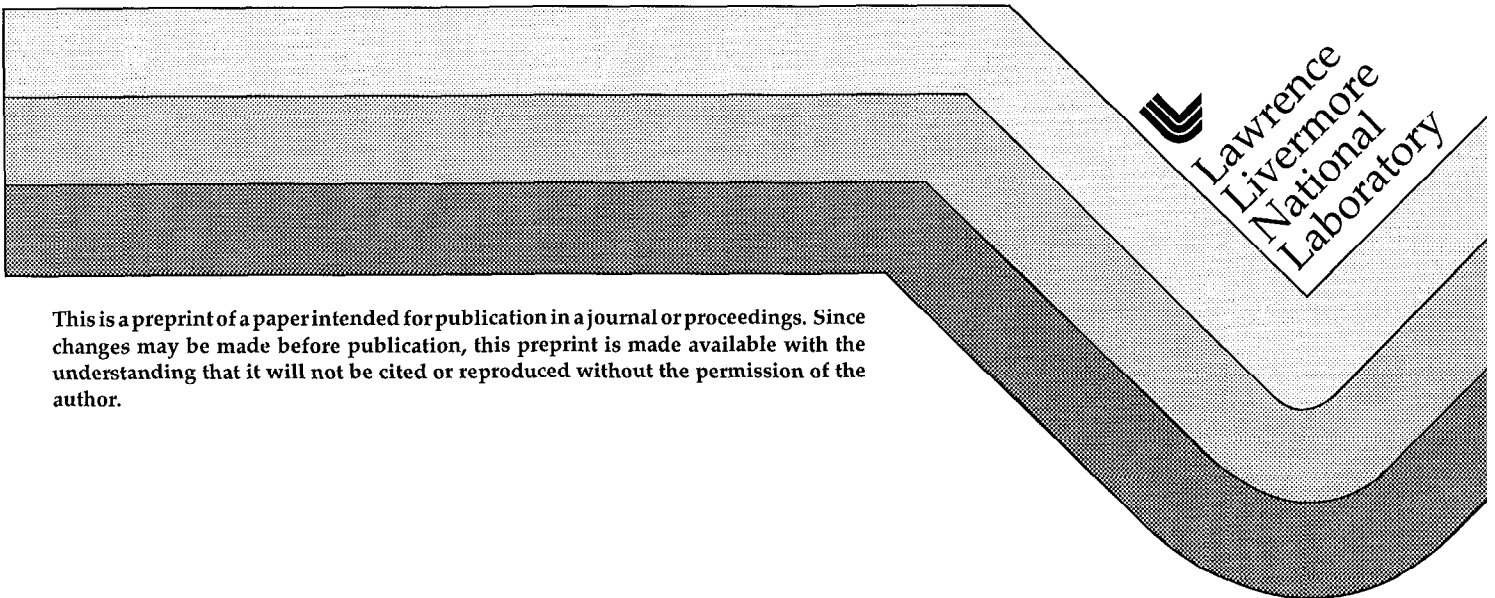 Lawrence
Livermore
National
Laboratory
This is a preprint of a paper intended for publication in a journal or proceedings. Since
changes may be made before publication, this preprint is made available with the
understanding that it will not be cited or reproduced without the permission of the
author.